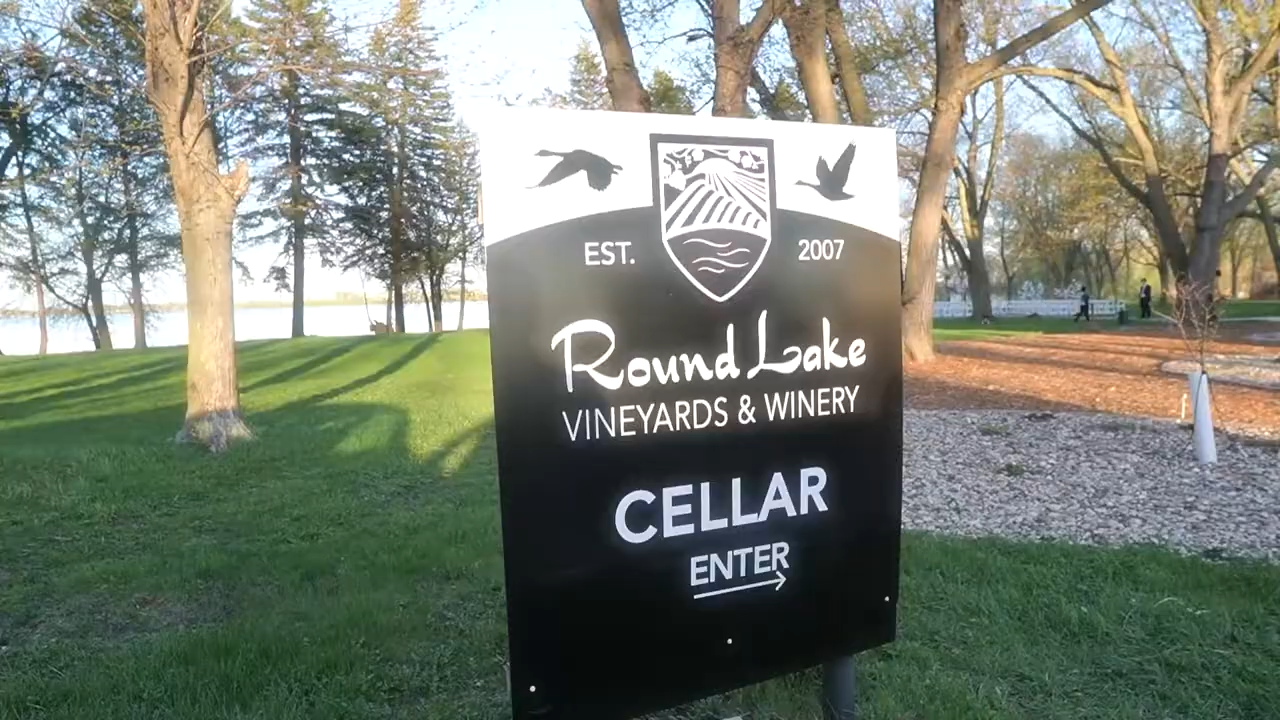 EST. 2007
Round Lake
VINEYARDS & WINERY
CELLAR
ENTER